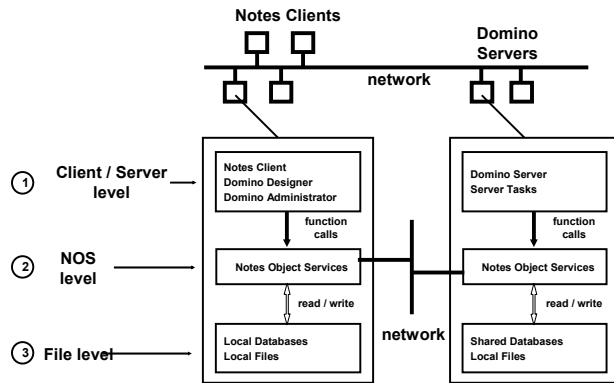 Notes Clients
Domino
Servers
network
1
Client / Server
level
Notes Client
Domino Designer
Domino Administrator
Domino Server
Server Tasks
function
calls
function
calls
2
NOS
level
Notes Object Services
Notes Object Services
read / write
read / write
network
3
File level
Local Databases
Local Files
Shared Databases
Local Files